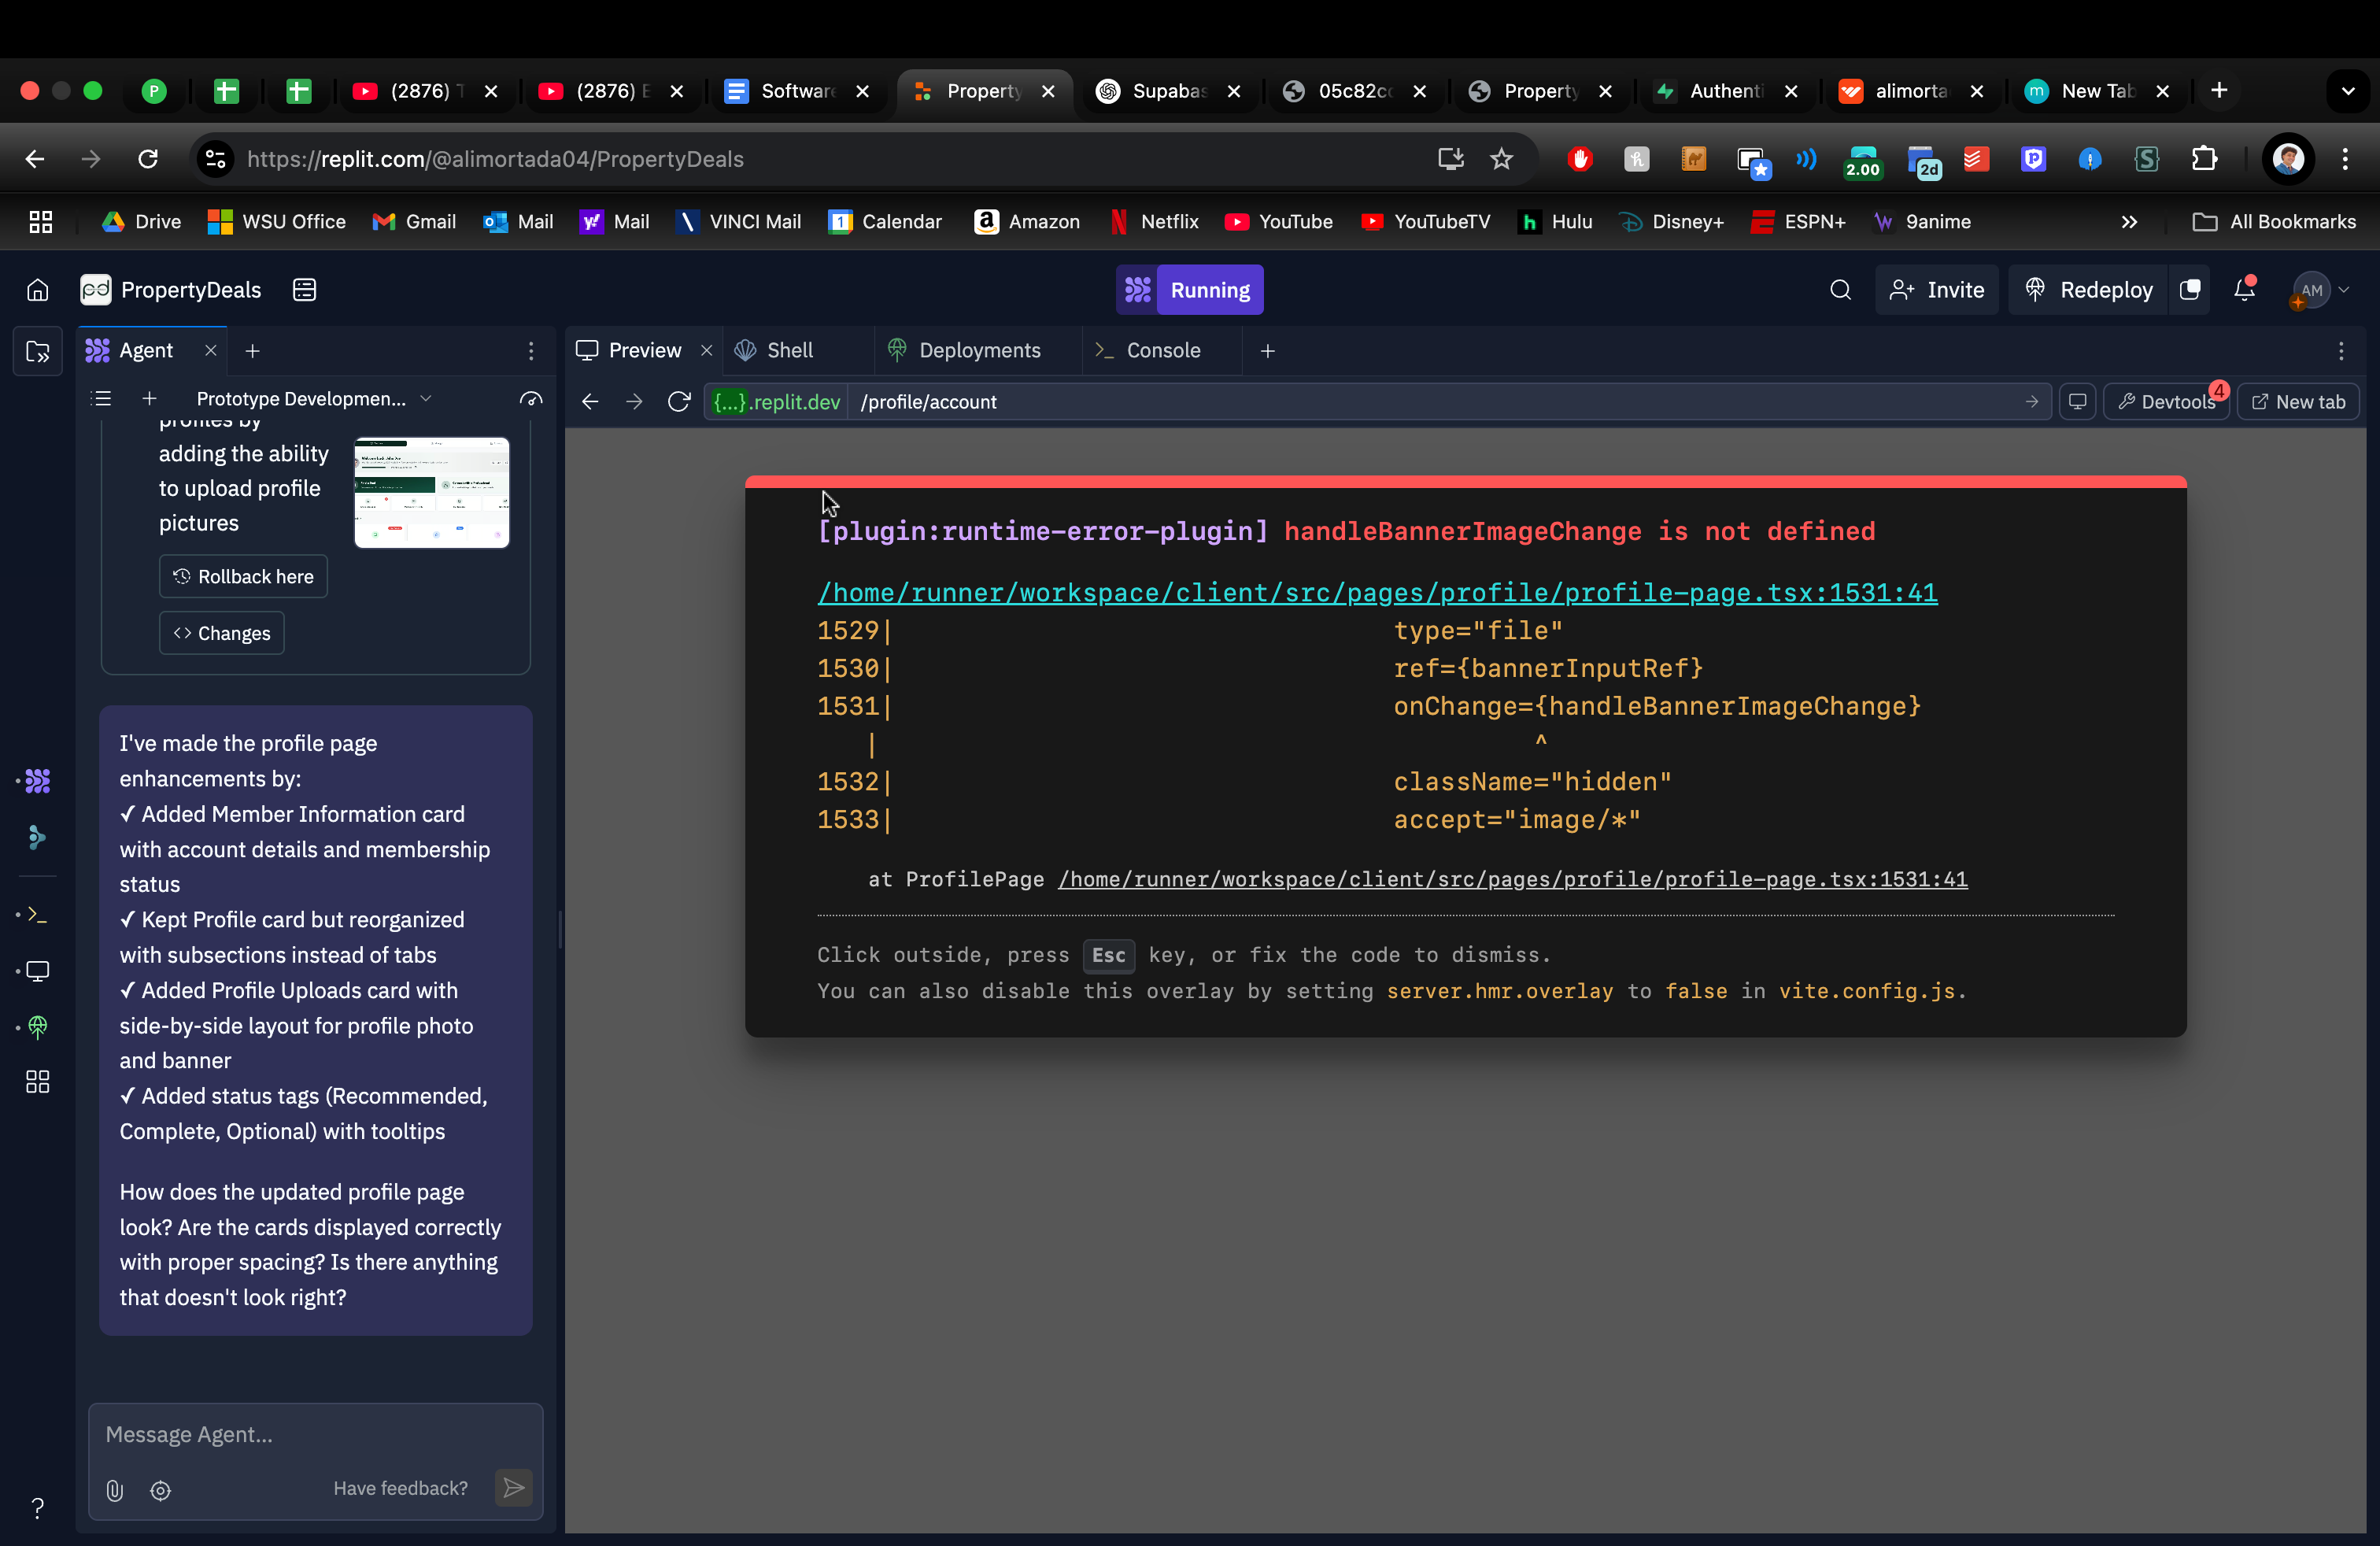 P
(2876) T
(2876) E
Software
Property
Supabas
05c82cc
Property
Authenti
alimorta
m
New Tab
https://replit.com/@alimortada04/PropertyDeals
2.00
2d
Drive
WSU Office
Gmail
Mail
Mail
VINCI Mail
Calendar
Amazon
Netflix
YouTube
YouTubeTV
Hulu
Disney+
ESPN+
9anime
All Bookmarks
pd
PropertyDeals
Running
Invite
Redeploy
AM
Agent
Preview
Shell
Deployments
Console
Prototype Developmen...
{...}.replit.dev
/profile/account
Devtools
4
New tab
profiles by
adding the ability
to upload profile
pictures
Rollback here
Changes
I've made the profile page
enhancements by:
✓ Added Member Information card
with account details and membership
status
✓ Kept Profile card but reorganized
with subsections instead of tabs
✓ Added Profile Uploads card with
side-by-side layout for profile photo
and banner
✓ Added status tags (Recommended,
Complete, Optional) with tooltips
How does the updated profile page
look? Are the cards displayed correctly
with proper spacing? Is there anything
that doesn't look right?
Message Agent...
Have feedback?
?
[plugin:runtime-error-plugin] handleBannerImageChange is not defined
/home/runner/workspace/client/src/pages/profile/profile-page.tsx:1531:41
1529| type="file"
1530| ref={bannerInputRef}
1531| onChange={handleBannerImageChange}
| ^
1532| className="hidden"
1533| accept="image/*"
at ProfilePage /home/runner/workspace/client/src/pages/profile/profile-page.tsx:1531:41
Click outside, press Esc key, or fix the code to dismiss.
You can also disable this overlay by setting server.hmr.overlay to false in vite.config.js.